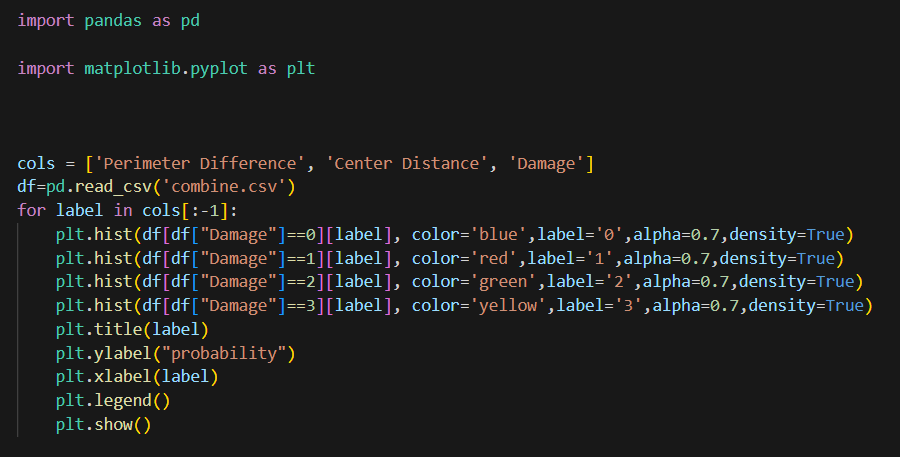 import pandas as pd
import matplotlib.pyplot as plt
cols = ['Perimeter Difference', 'Center Distance', 'Damage']
df=pd.read_csv('combine.csv')
for label in cols[:-1]:
    plt.hist(df[df["Damage"]==0][label], color='blue',label='0',alpha=0.7,density=True)
    plt.hist(df[df["Damage"]==1][label], color='red',label='1',alpha=0.7,density=True)
    plt.hist(df[df["Damage"]==2][label], color='green',label='2',alpha=0.7,density=True)
    plt.hist(df[df["Damage"]==3][label], color='yellow',label='3',alpha=0.7,density=True)
    plt.title(label)
    plt.ylabel("probability")
    plt.xlabel(label)
    plt.legend()
    plt.show()